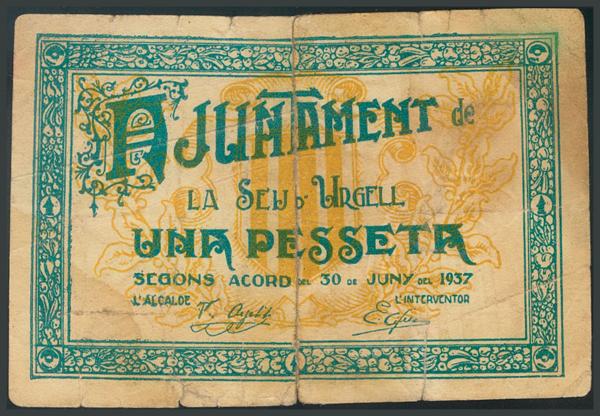 AJUNTAMENT de
LA SEU D' URGELL
UNA PESSETA
SEGONS ACORD DEL 30 DE JUNY DEL 1937
L'ALCALDE L'INTERVENTOR